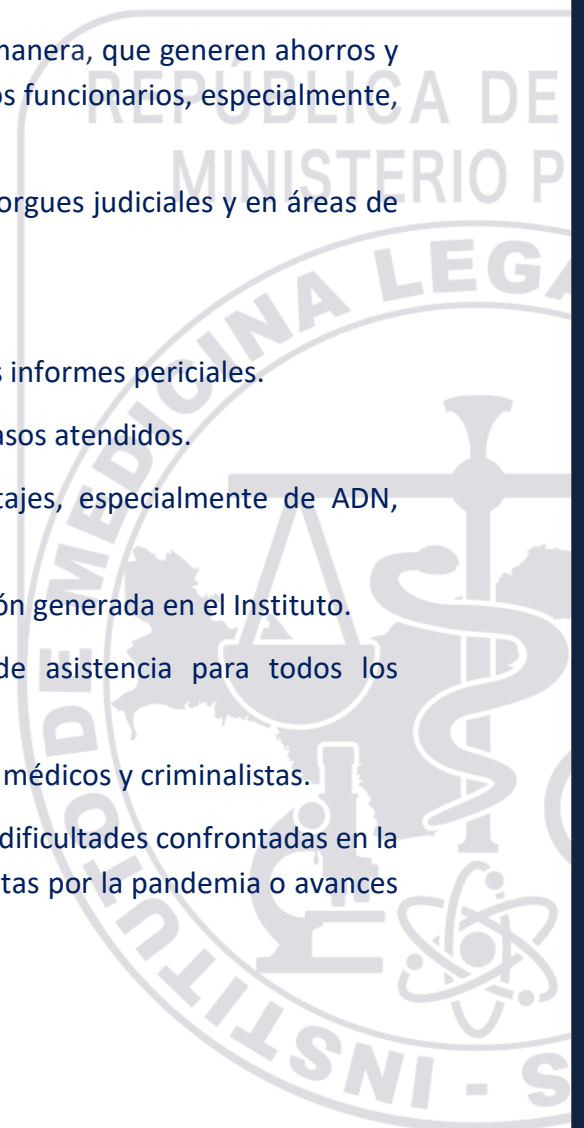 manera, que generen ahorros y
os funcionarios, especialmente,
REPÚBLICA DE
MINISTERIO P
orgues judiciales y en áreas de
s informes periciales.
asos atendidos.
tajes, especialmente de ADN,
ón generada en el Instituto.
de asistencia para todos los
médicos y criminalistas.
dificultades confrontadas en la
tas por la pandemia o avances
INSTITUTO DE MEDICINA LEGA
S